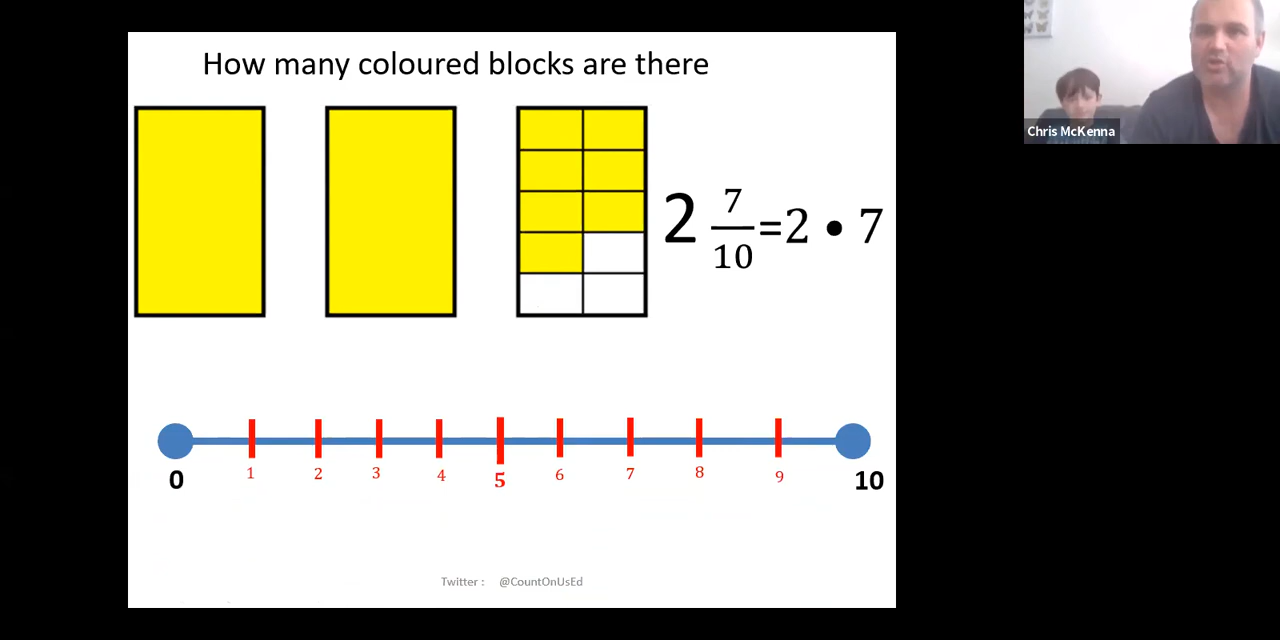 How many coloured blocks are there
2 7/10 =2 • 7
0 1 2 3 4 5 6 7 8 9 10
Twitter : @CountOnUsEd
Chris McKenna